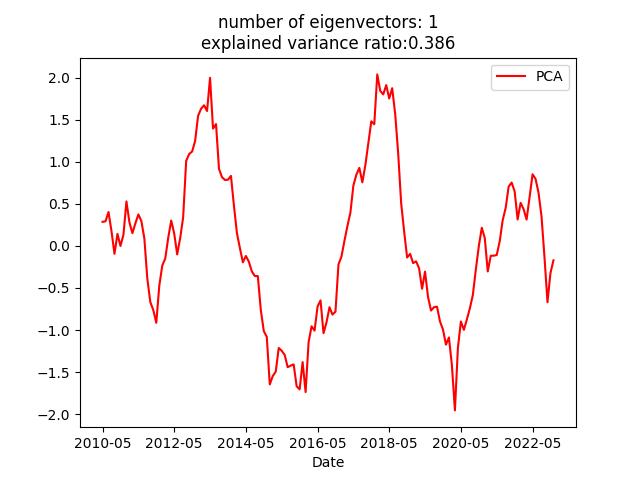 number of eigenvectors: 1
explained variance ratio:0.386
PCA
2.0
1.5
1.0
0.5
0.0
−0.5
−1.0
−1.5
−2.0
2010-05 2012-05 2014-05 2016-05 2018-05 2020-05 2022-05
Date